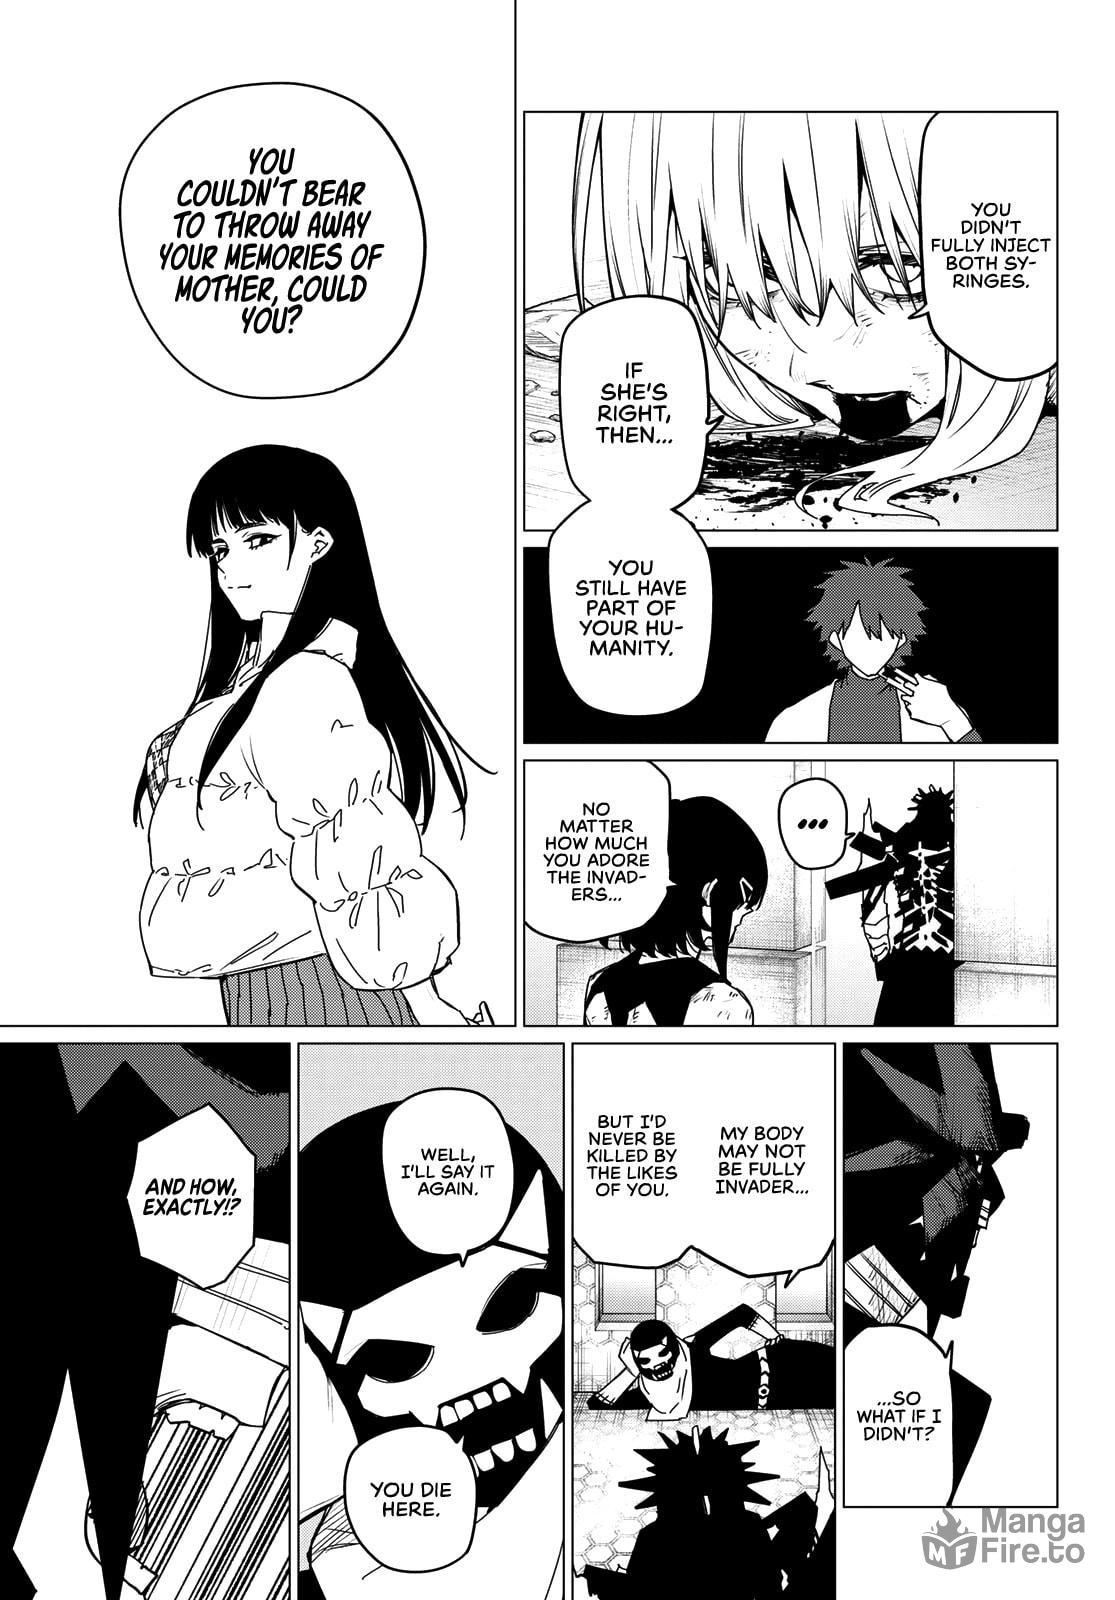 YOU
DIDN'T
FULLY INJECT
BOTH SY-
RINGES.
IF
SHE'S
RIGHT,
THEN...
YOU
STILL HAVE
PART OF
YOUR HU-
MANITY.
...
NO
MATTER
HOW MUCH
YOU ADORE
THE INVAD-
ERS...
YOU
COULDN'T BEAR
TO THROW AWAY
YOUR MEMORIES OF
MOTHER, COULD
YOU?
...SO
WHAT IF I
DIDN'T?
MY BODY
MAY NOT
BE FULLY
INVADER...
BUT I'D
NEVER BE
KILLED BY
THE LIKES
OF YOU.
WELL,
I'LL SAY IT
AGAIN.
YOU DIE
HERE.
AND HOW,
EXACTLY!?
MF
Manga
Fire.to